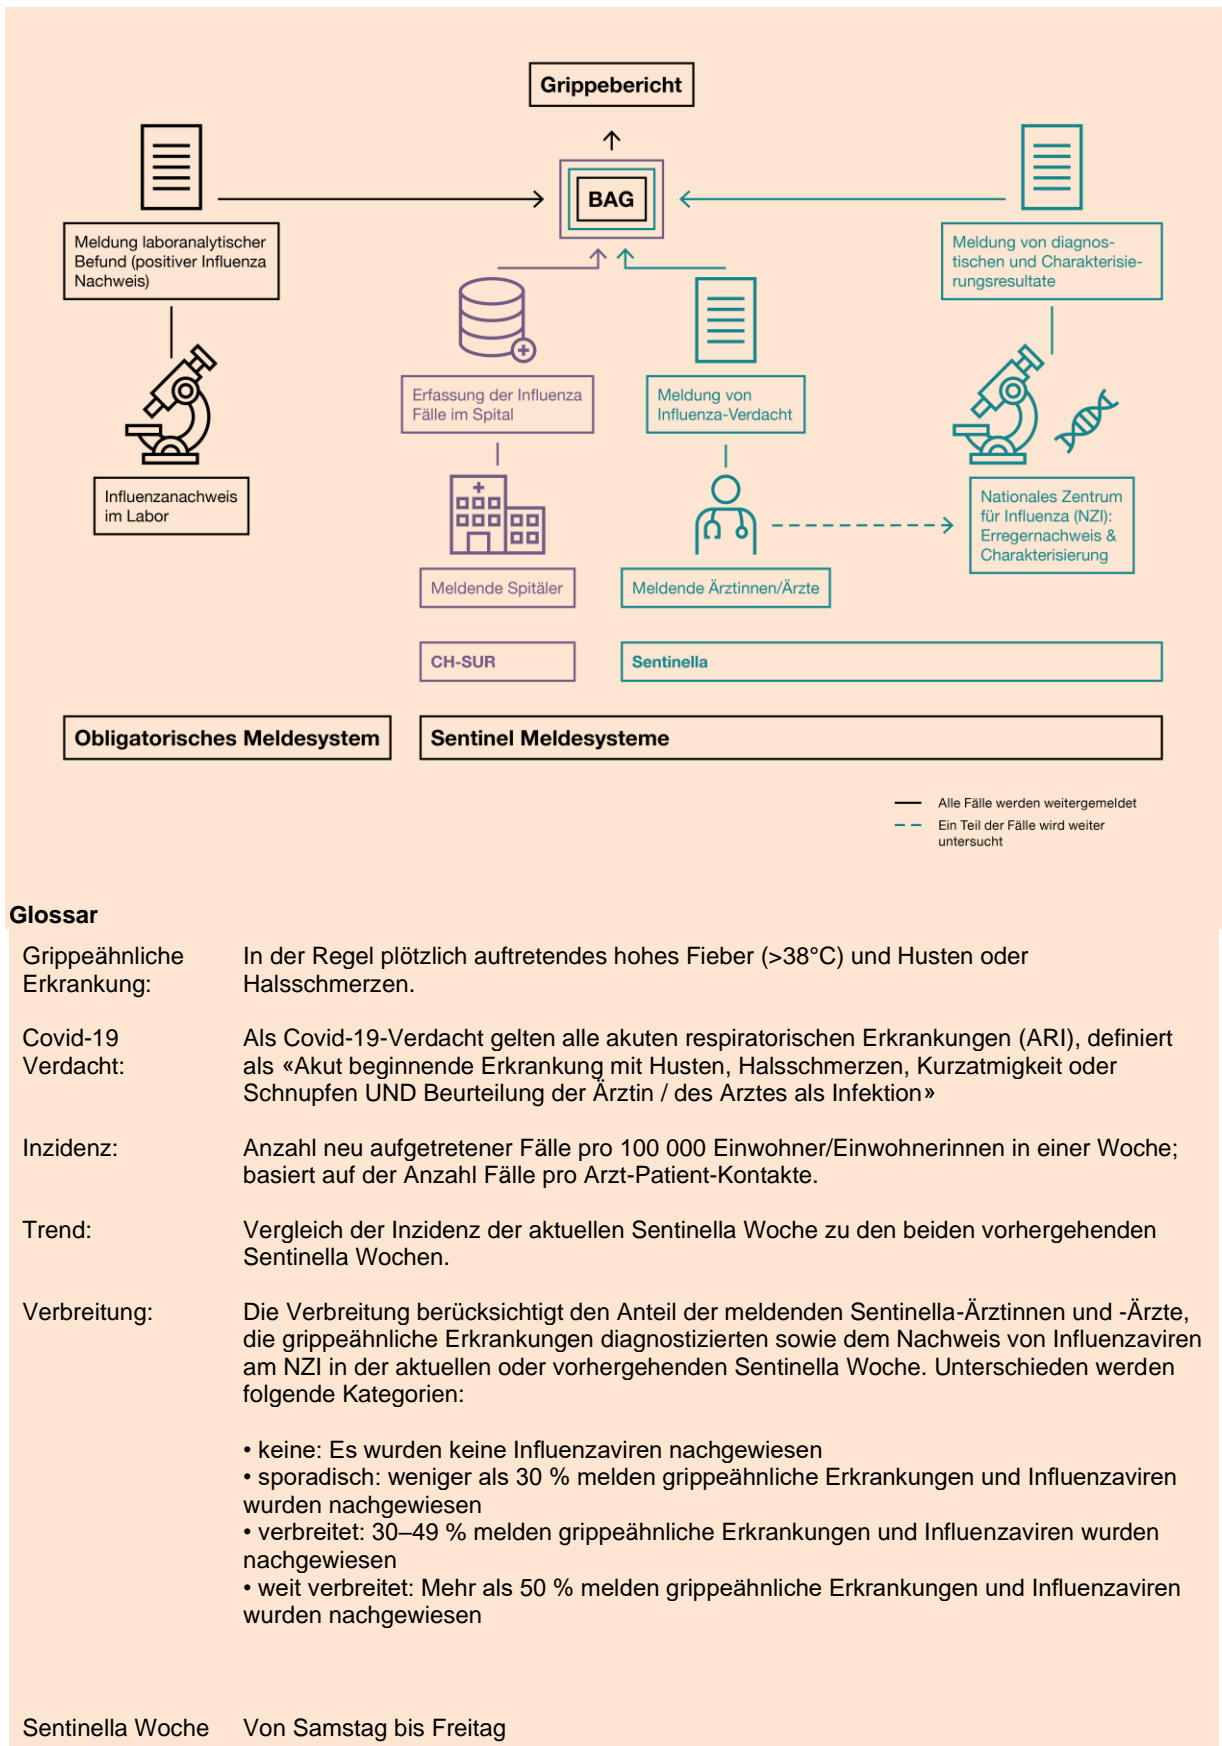 Grippebericht
BAG
Meldung laboranalytischer
Befund (positiver Influenza
Nachweis)
Meldung von diagnos-
tischen und Charakterisie-
rungsresultate
Erfassung der Influenza
Fälle im Spital
Meldung von
Influenza-Verdacht
Influenzanachweis
im Labor
Nationales Zentrum
für Influenza (NZI):
Erregernachweis &
Charakterisierung
Meldende Spitäler
Meldende Ärztinnen/Ärzte
CH-SUR
Sentinella
Obligatorisches Meldesystem
Sentinel Meldesysteme
Alle Fälle werden weitergemeldet
Ein Teil der Fälle wird weiter
untersucht
Glossar
Grippeähnliche
Erkrankung:
In der Regel plötzlich auftretendes hohes Fieber (>38°C) und Husten oder
Halsschmerzen.
Covid-19
Verdacht:
Als Covid-19-Verdacht gelten alle akuten respiratorischen Erkrankungen (ARI), definiert
als «Akut beginnende Erkrankung mit Husten, Halsschmerzen, Kurzatmigkeit oder
Schnupfen UND Beurteilung der Ärztin / des Arztes als Infektion»
Inzidenz:
Anzahl neu aufgetretener Fälle pro 100 000 Einwohner/Einwohnerinnen in einer Woche;
basiert auf der Anzahl Fälle pro Arzt-Patient-Kontakte.
Trend:
Vergleich der Inzidenz der aktuellen Sentinella Woche zu den beiden vorhergehenden
Sentinella Wochen.
Verbreitung:
Die Verbreitung berücksichtigt den Anteil der meldenden Sentinella-Ärztinnen und -Ärzte,
die grippeähnliche Erkrankungen diagnostizierten sowie dem Nachweis von Influenzaviren
am NZI in der aktuellen oder vorhergehenden Sentinella Woche. Unterschieden werden
folgende Kategorien:
• keine: Es wurden keine Influenzaviren nachgewiesen
• sporadisch: weniger als 30 % melden grippeähnliche Erkrankungen und Influenzaviren
wurden nachgewiesen
• verbreitet: 30–49 % melden grippeähnliche Erkrankungen und Influenzaviren wurden
nachgewiesen
• weit verbreitet: Mehr als 50 % melden grippeähnliche Erkrankungen und Influenzaviren
wurden nachgewiesen
Sentinella Woche
Von Samstag bis Freitag